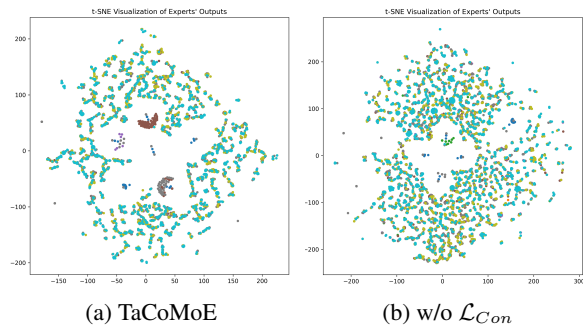 t-SNE Visualization of Experts' Outputs
200
100
0
−100
−200
−150 −100 −50 0 50 100 150 200
(a) TaCoMoE
t-SNE Visualization of Experts' Outputs
200
100
0
−100
−200
−200 −100 0 100 200 300
(b) w/o ℒ_Con